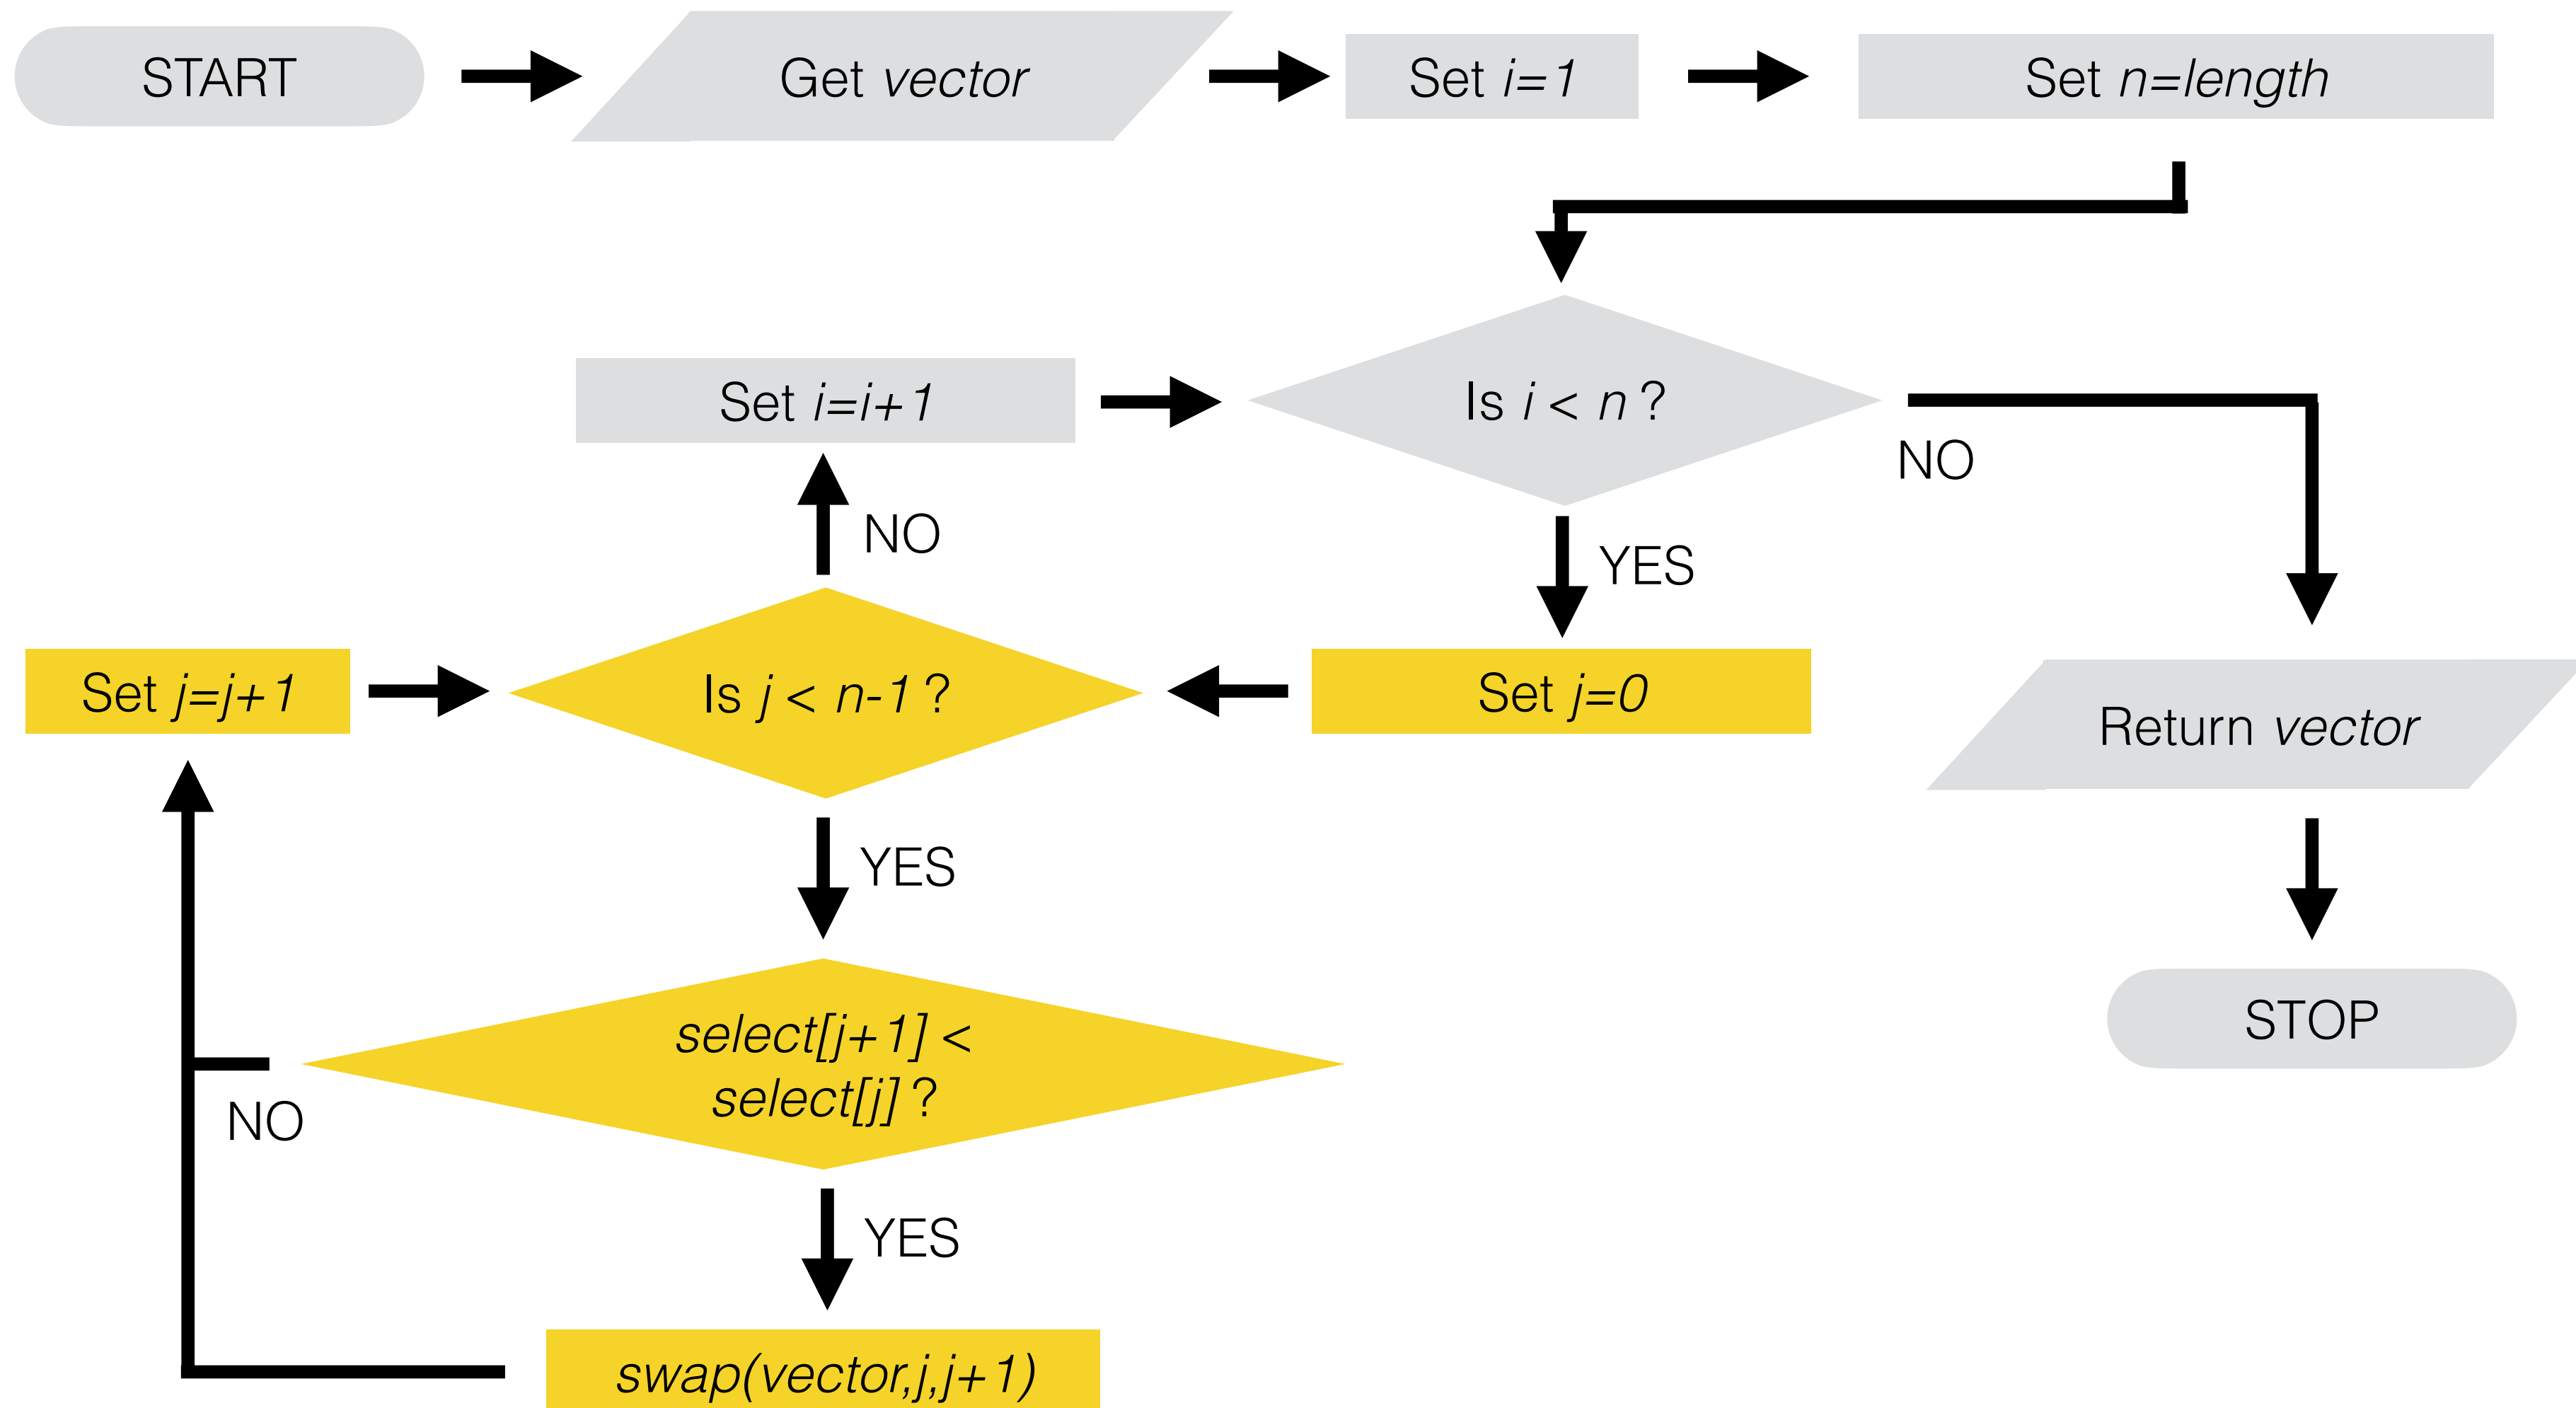 START
Get vector
Set i=1
Set n=length
Set i=i+1
Is i < n ?
NO
NO
YES
Set j=j+1
Is j < n-1 ?
Set j=0
Return vector
YES
select[j+1] <
select[j] ?
STOP
NO
YES
swap(vector,j,j+1)